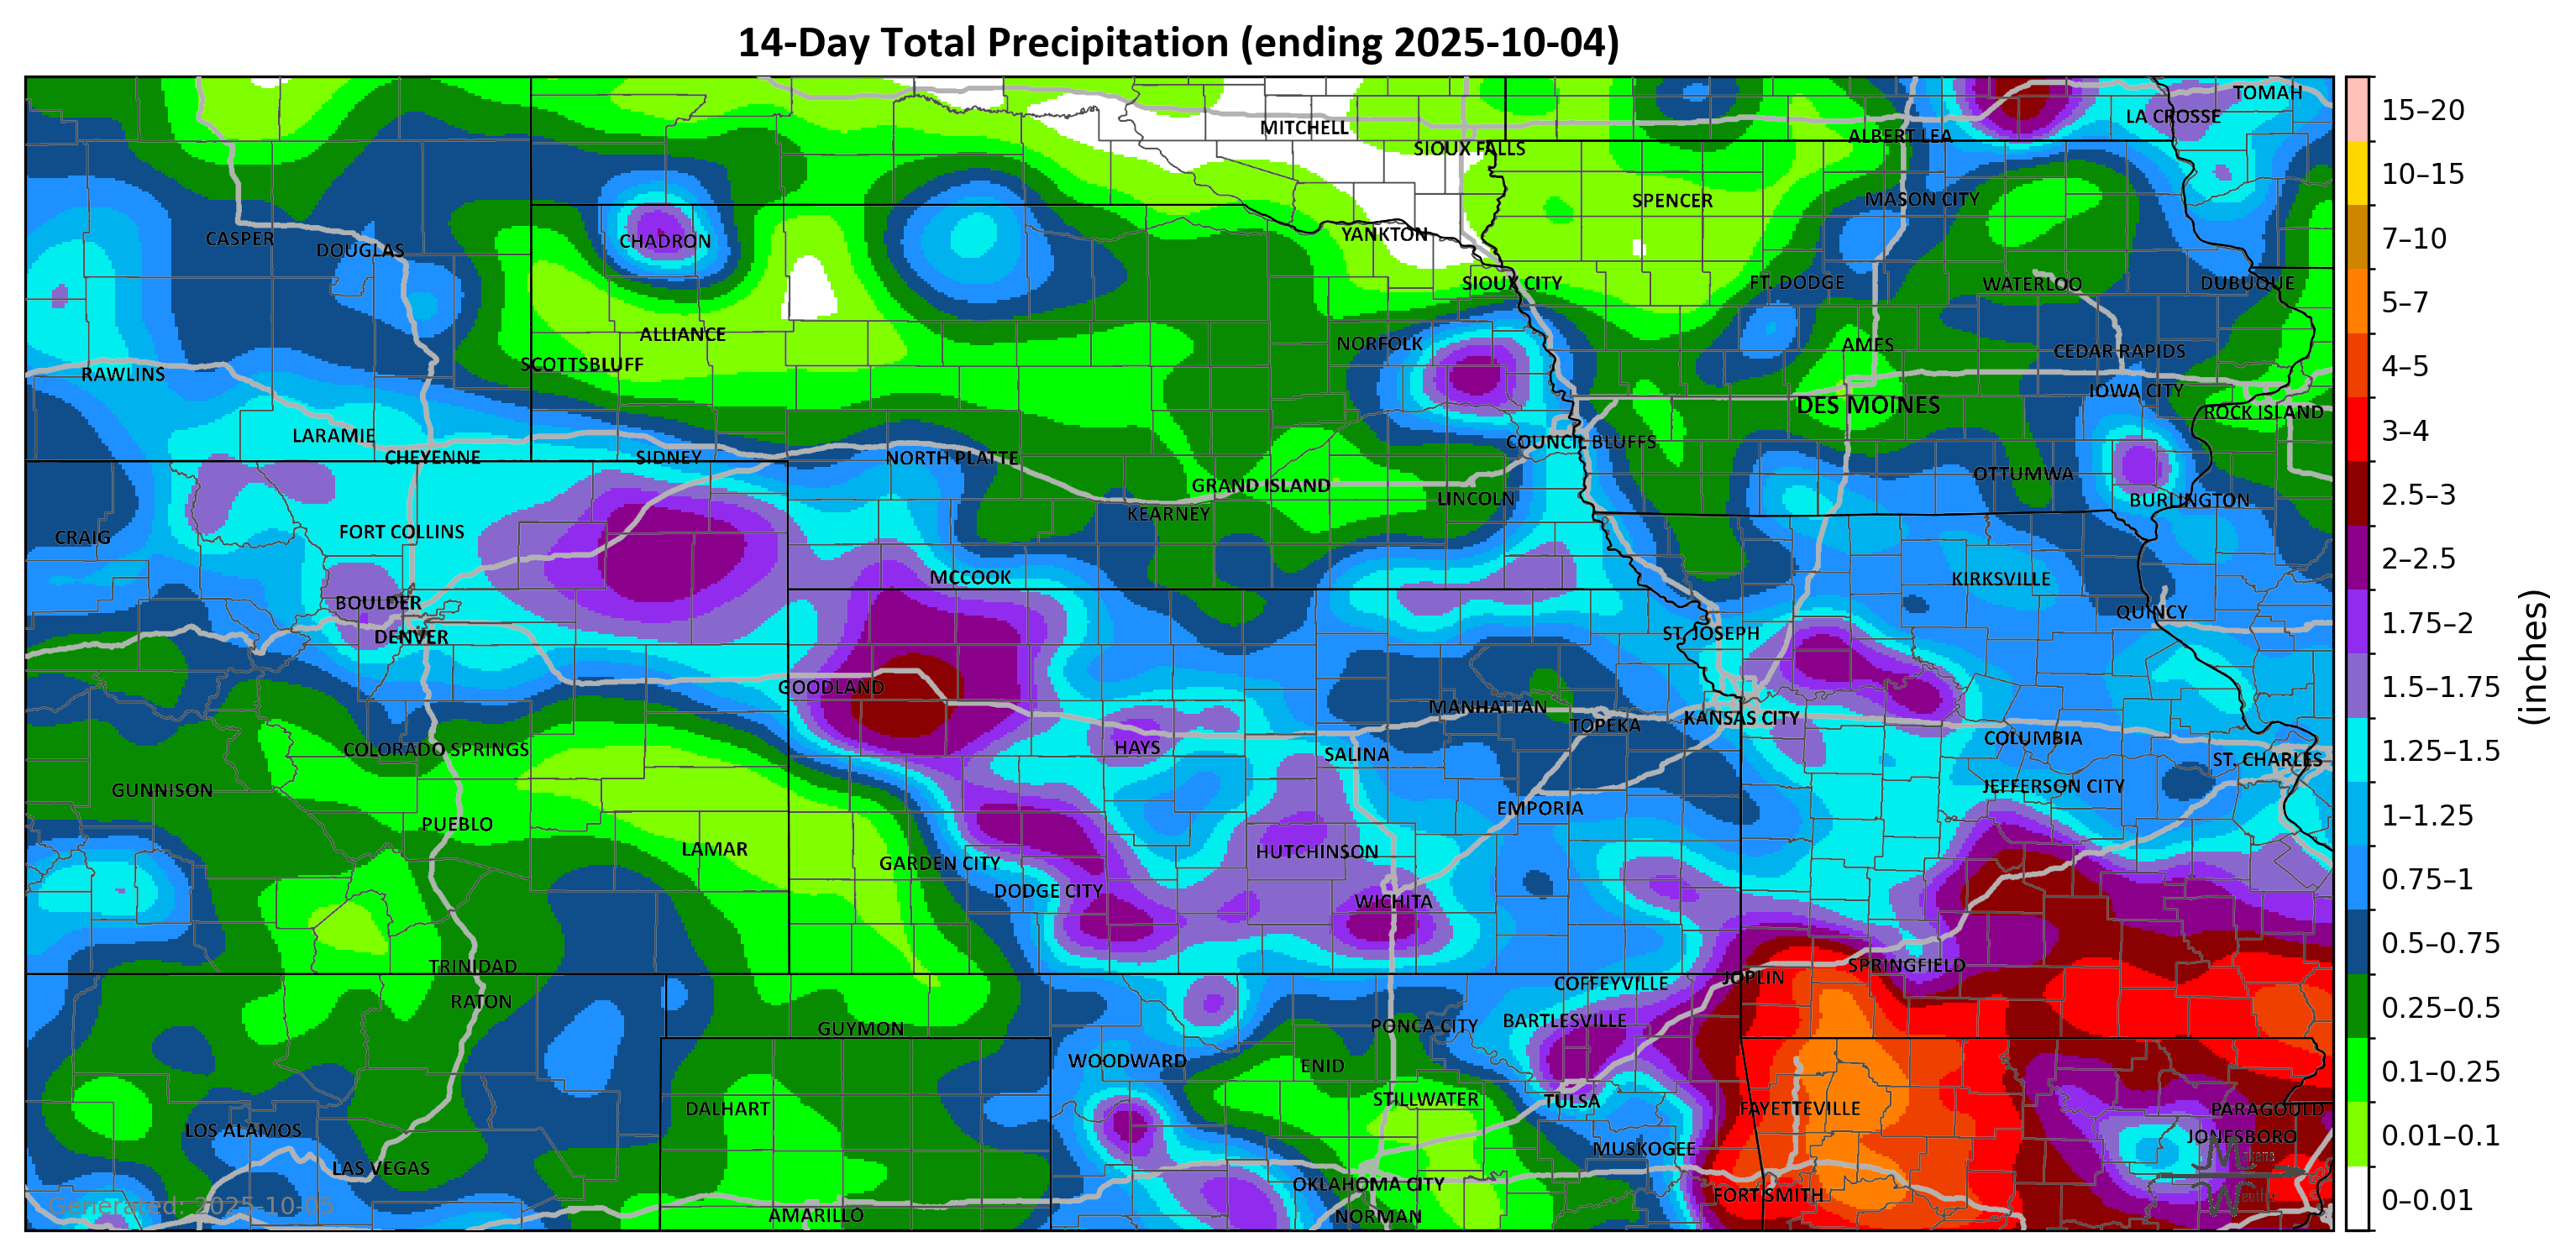 14-Day Total Precipitation (ending 2025-10-04)
TOMAH
LA CROSSE
MITCHELL
ALBERT LEA
SIOUX FALLS
SPENCER
MASON CITY
CASPER
DOUGLAS
CHADRON
YANKTON
SIOUX CITY
FT. DODGE
WATERLOO
DUBUQUE
ALLIANCE
NORFOLK
AMES
CEDAR RAPIDS
SCOTTSBLUFF
RAWLINS
IOWA CITY
DES MOINES
ROCK ISLAND
LARAMIE
COUNCIL BLUFFS
CHEYENNE
SIDNEY
NORTH PLATTE
OTTUMWA
GRAND ISLAND
LINCOLN
BURLINGTON
KEARNEY
FORT COLLINS
CRAIG
MCCOOK
KIRKSVILLE
BOULDER
QUINCY
DENVER
ST. JOSEPH
GOODLAND
MANHATTAN
KANSAS CITY
TOPEKA
COLUMBIA
COLORADO SPRINGS
HAYS
SALINA
ST. CHARLES
GUNNISON
JEFFERSON CITY
EMPORIA
PUEBLO
LAMAR
HUTCHINSON
GARDEN CITY
DODGE CITY
WICHITA
TRINIDAD
SPRINGFIELD
JOPLIN
COFFEYVILLE
RATON
BARTLESVILLE
GUYMON
PONCA CITY
WOODWARD
ENID
STILLWATER
TULSA
DALHART
FAYETTEVILLE
PARAGOULD
LOS ALAMOS
JONESBORO
MUSKOGEE
LAS VEGAS
OKLAHOMA CITY
FORT SMITH
Generated: 2025-10-05
AMARILLO
NORMAN
15–20
10–15
7–10
5–7
4–5
3–4
2.5–3
2–2.5
1.75–2
1.5–1.75
1.25–1.5
1–1.25
0.75–1
0.5–0.75
0.25–0.5
0.1–0.25
0.01–0.1
0–0.01
(inches)